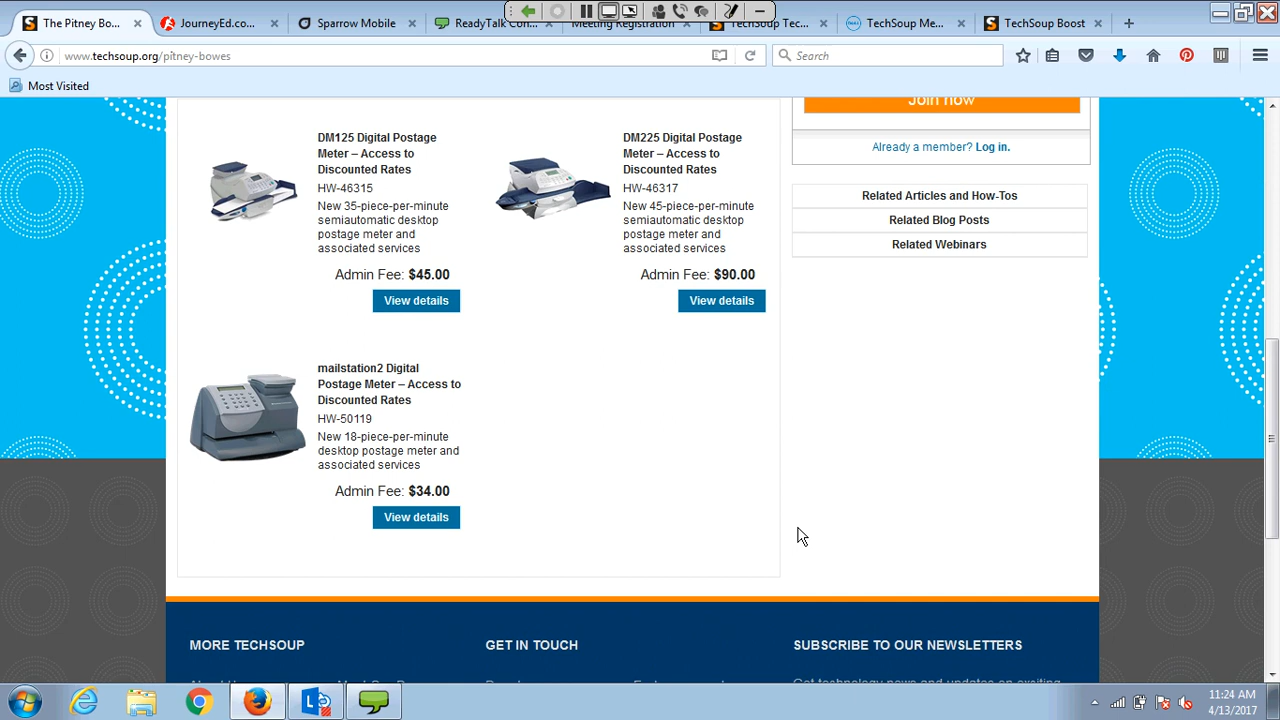 The Pitney Bo...
JourneyEd.co...
Sparrow Mobile
ReadyTalk Con...
Meeting Registration
TechSoup Tec...
TechSoup Me...
TechSoup Boost
www.techsoup.org/pitney-bowes
Search
Most Visited
Join now
Already a member? Log in.
Related Articles and How-Tos
Related Blog Posts
Related Webinars
DM125 Digital Postage
Meter – Access to
Discounted Rates
HW-46315
New 35-piece-per-minute
semiautomatic desktop
postage meter and
associated services
Admin Fee: $45.00
View details
DM225 Digital Postage
Meter – Access to
Discounted Rates
HW-46317
New 45-piece-per-minute
semiautomatic desktop
postage meter and
associated services
Admin Fee: $90.00
View details
mailstation2 Digital
Postage Meter – Access to
Discounted Rates
HW-50119
New 18-piece-per-minute
desktop postage meter and
associated services
Admin Fee: $34.00
View details
MORE TECHSOUP
GET IN TOUCH
SUBSCRIBE TO OUR NEWSLETTERS
Get technology news and updates on exciting
11:24 AM
4/13/2017